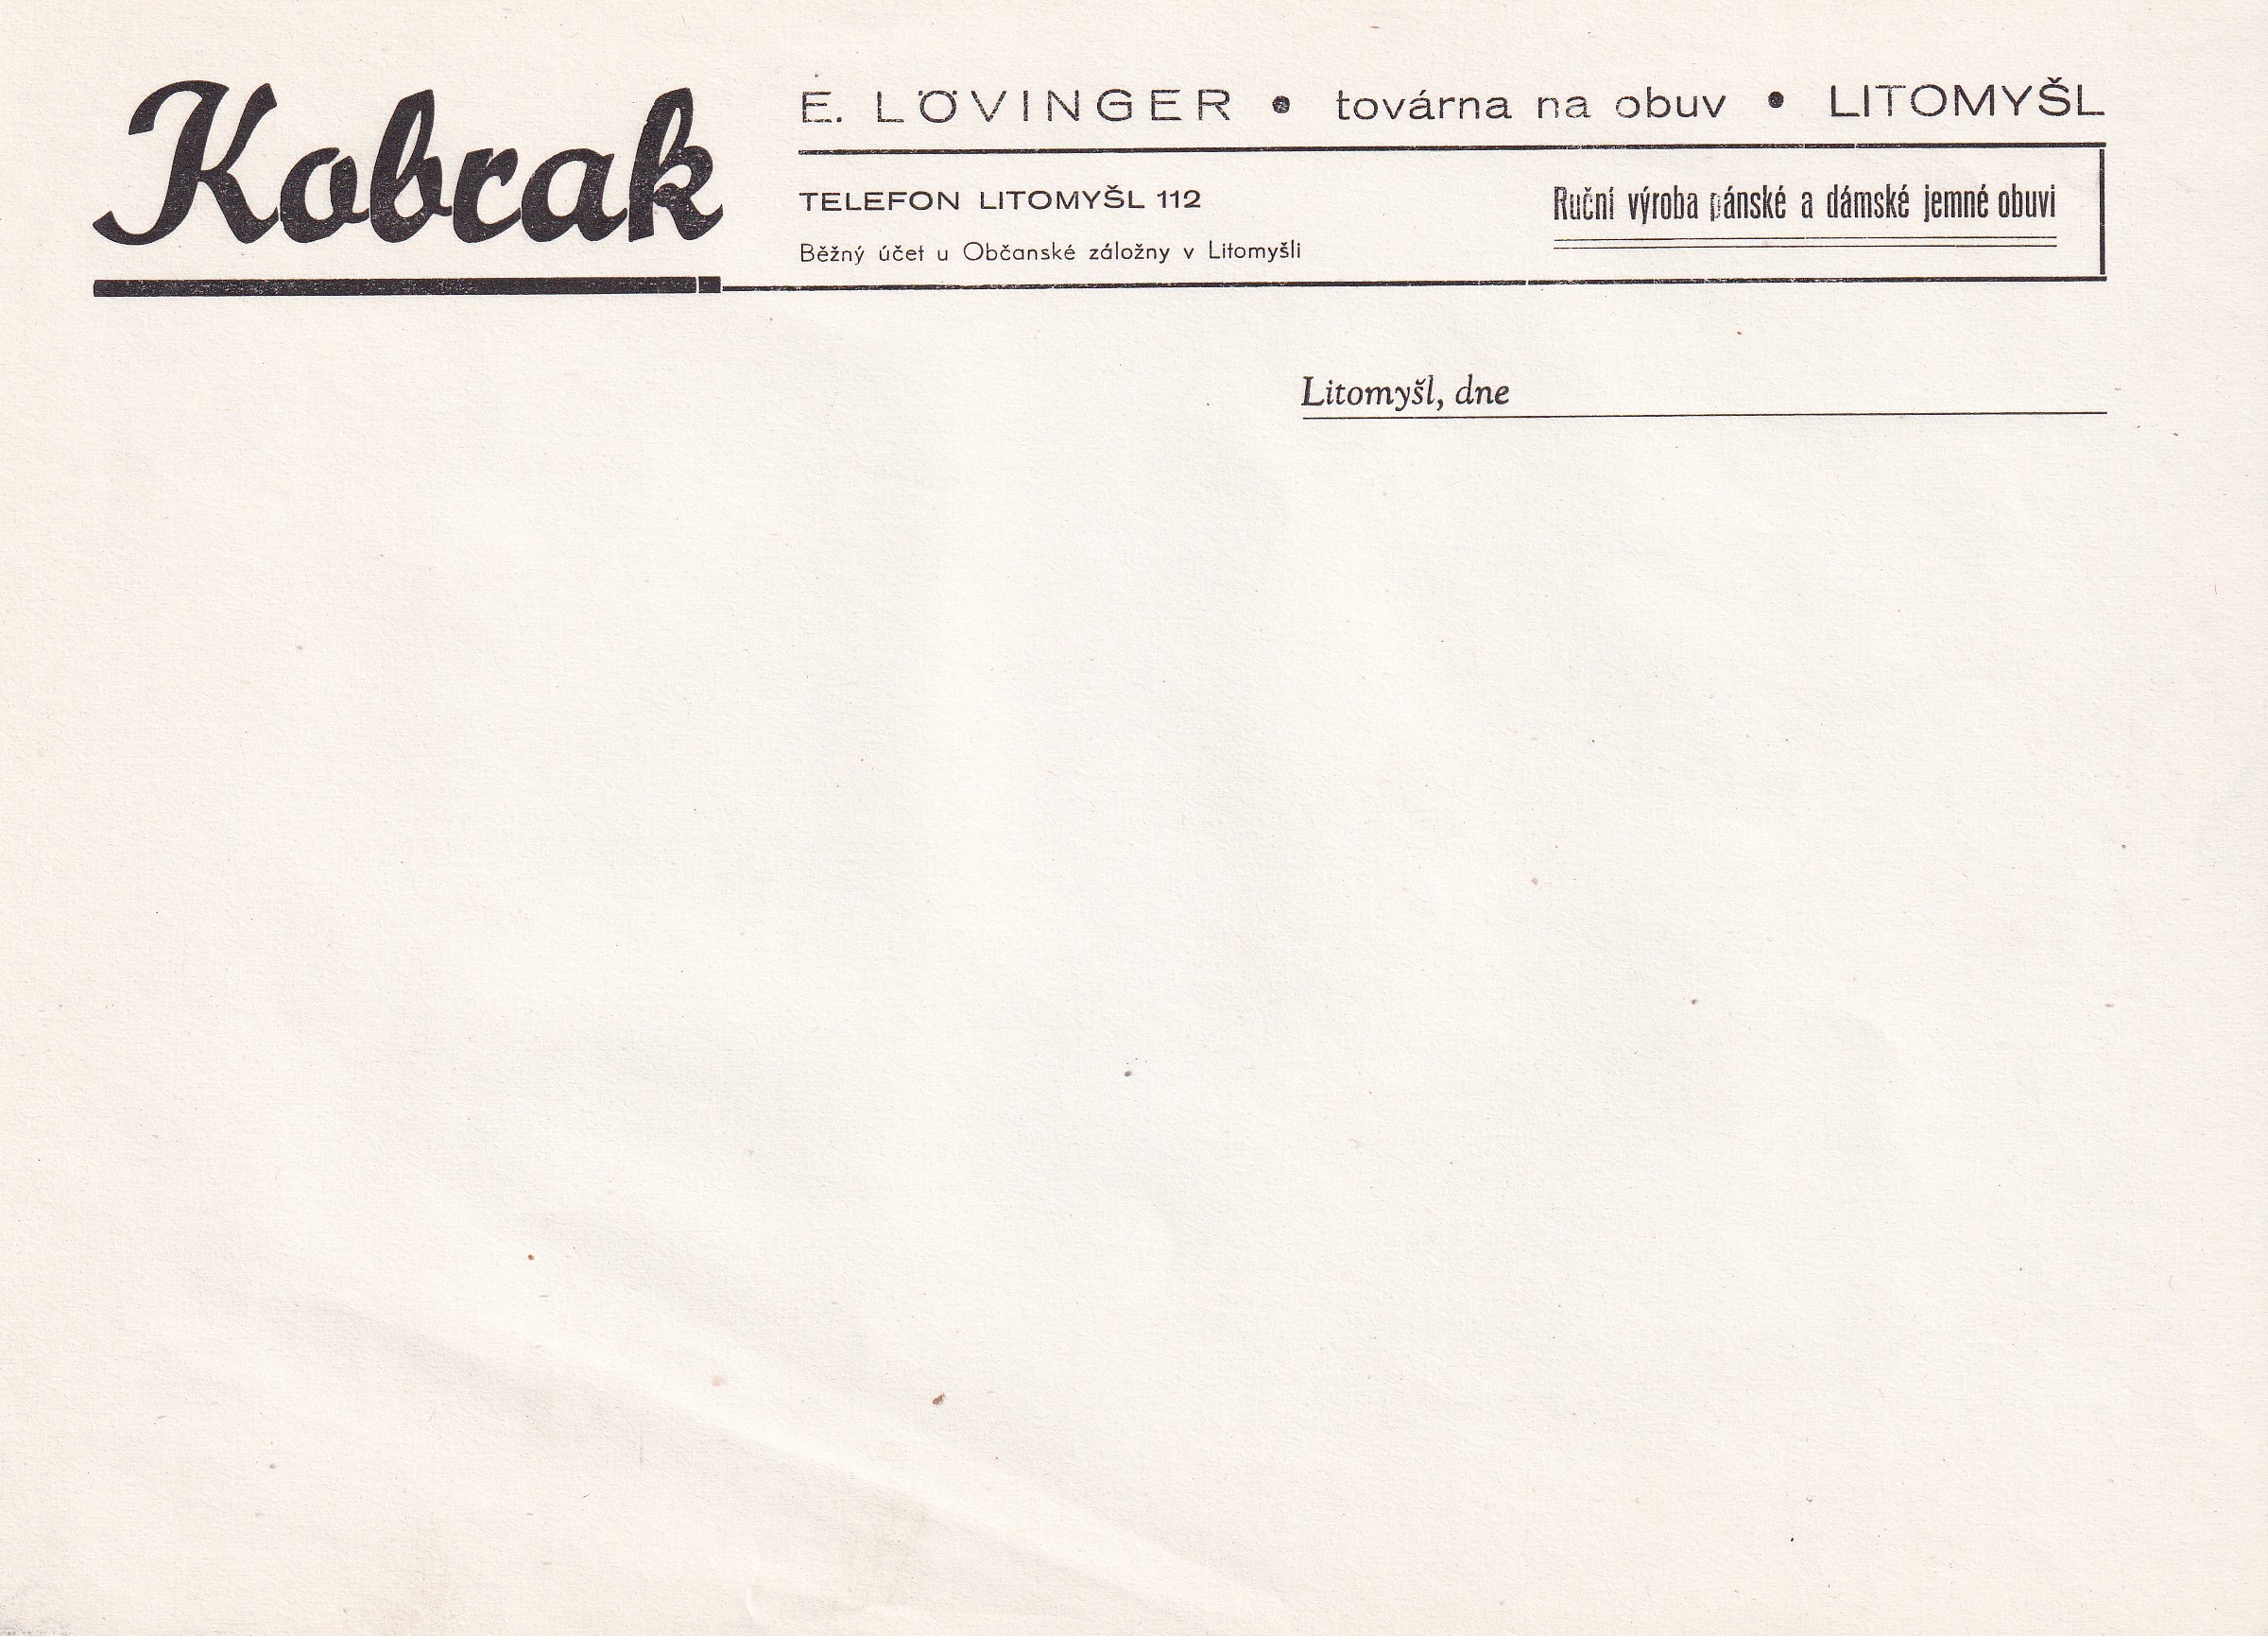 Kobrak
E. LÖVINGER • továrna na obuv • LITOMYŠL
TELEFON LITOMYŠL 112
Ruční výroba pánské a dámské jemné obuvi
Běžný účet u Občanské záložny v Litomyšli
Litomyšl, dne